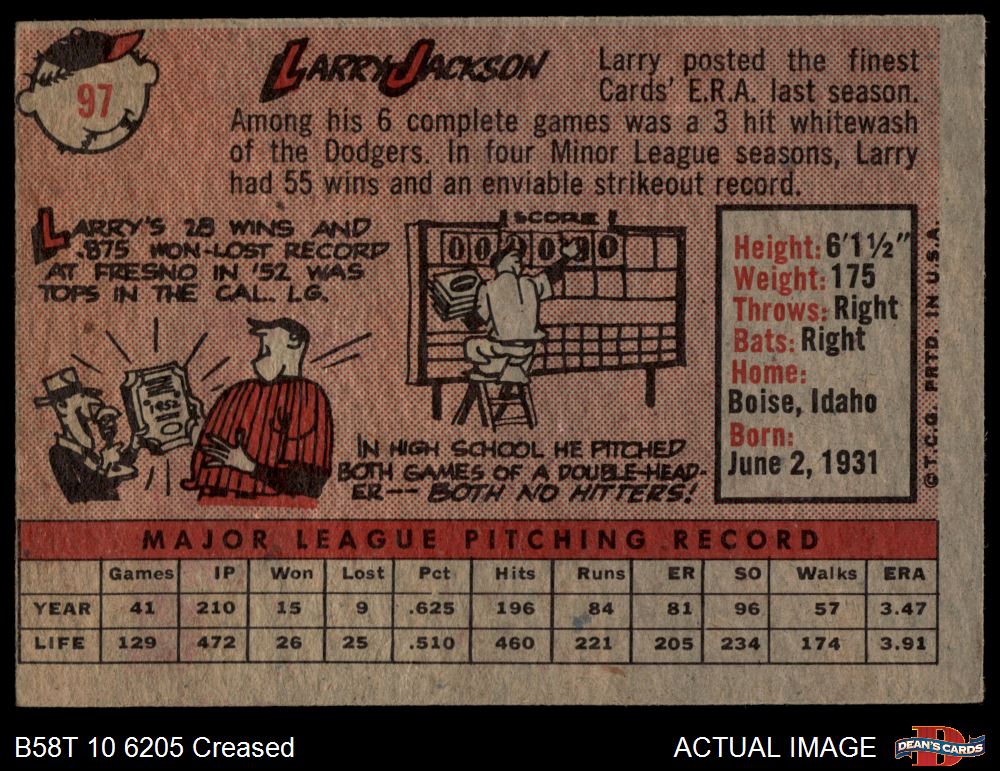 97
LARRY JACKSON
Larry posted the finest
Cards' E.R.A. last season.
Among his 6 complete games was a 3 hit whitewash
of the Dodgers. In four Minor League seasons, Larry
had 55 wins and an enviable strikeout record.
LARRY'S 28 WINS AND
.875 WON-LOST RECORD
AT FRESNO IN '52 WAS
TOPS IN THE CAL. LG.
1952
SCORE
IN HIGH SCHOOL HE PITCHED
BOTH GAMES OF A DOUBLE-HEAD-
ER -- BOTH NO HITTERS!
Height: 6'1½"
Weight: 175
Throws: Right
Bats: Right
Home:
Boise, Idaho
Born:
June 2, 1931
© T.C.G. PRTD. IN U.S.A.
MAJOR LEAGUE PITCHING RECORD
Games IP Won Lost Pct Hits Runs ER SO Walks ERA
YEAR 41 210 15 9 .625 196 84 81 96 57 3.47
LIFE 129 472 26 25 .510 460 221 205 234 174 3.91
B58T 10 6205 Creased
ACTUAL IMAGE
DEAN'S CARDS